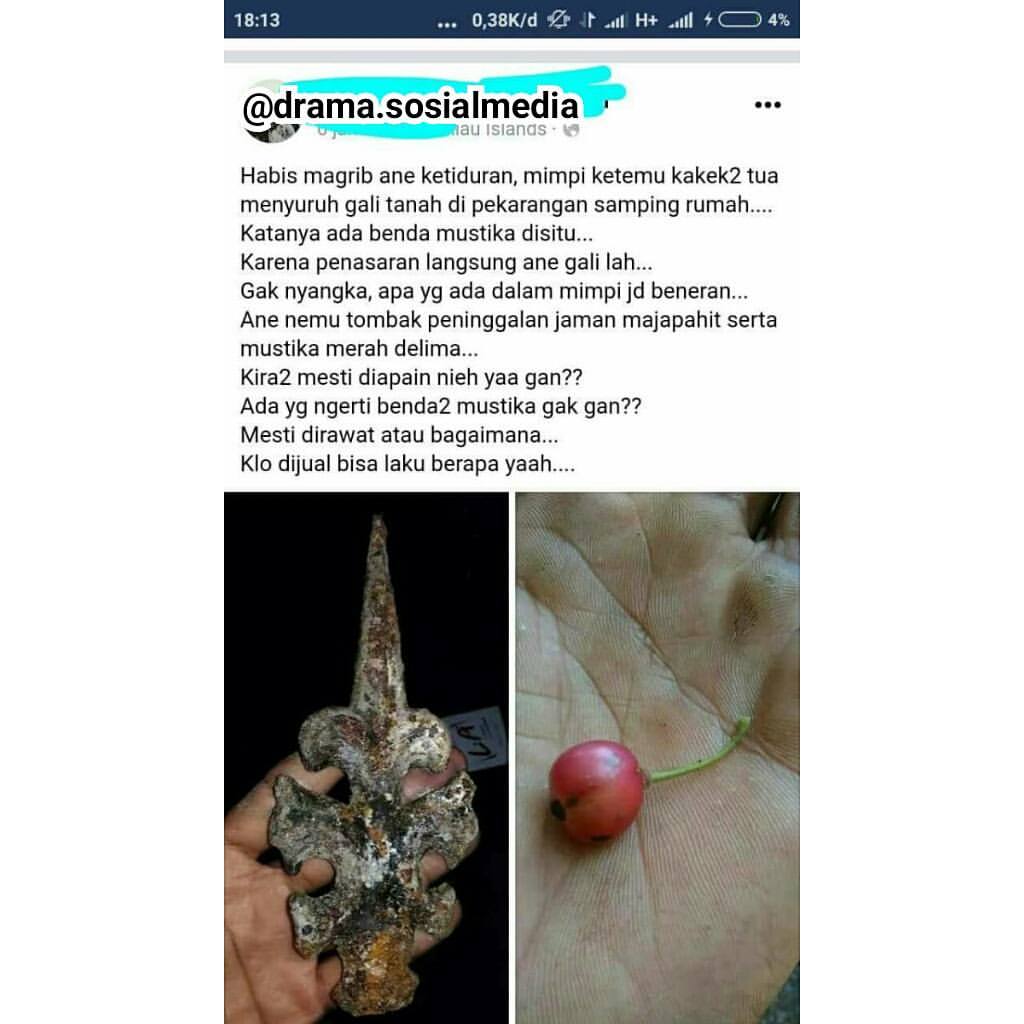 18:13
... 0,38K/d H+ 4%
@drama.sosialmedia
Islands
Habis magrib ane ketiduran, mimpi ketemu kakek2 tua
menyuruh gali tanah di pekarangan samping rumah....
Katanya ada benda mustika disitu...
Karena penasaran langsung ane gali lah...
Gak nyangka, apa yg ada dalam mimpi jd beneran...
Ane nemu tombak peninggalan jaman majapahit serta
mustika merah delima...
Kira2 mesti diapain nieh yaa gan??
Ada yg ngerti benda2 mustika gak gan??
Mesti dirawat atau bagaimana...
Klo dijual bisa laku berapa yaah....